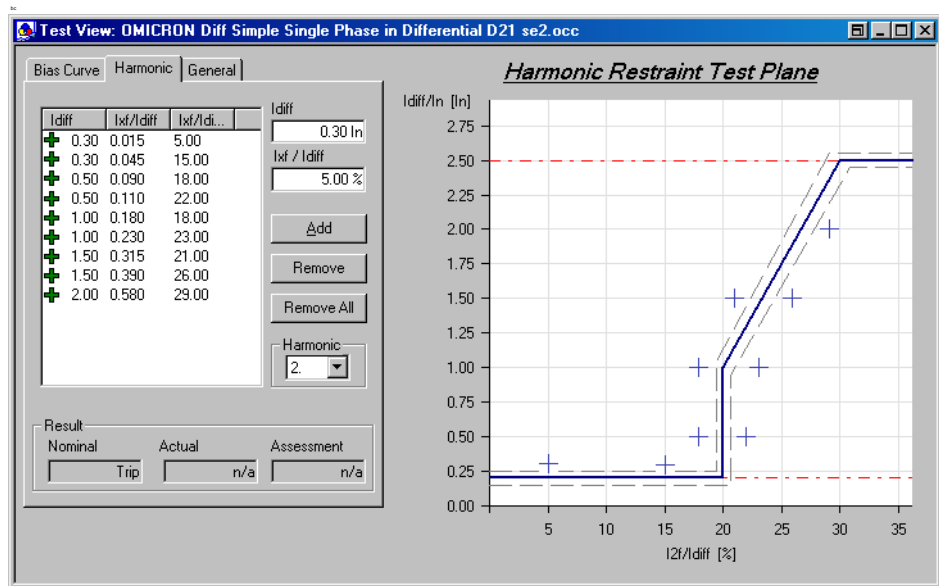 Test View: OMICRON Diff Simple Single Phase in Differential D21 se2.occ
Bias Curve Harmonic General
Idiff Ixf/Idiff Ixf/Idi...
0.30 0.015 5.00
0.30 0.045 15.00
0.50 0.090 18.00
0.50 0.110 22.00
1.00 0.180 18.00
1.00 0.230 23.00
1.50 0.315 21.00
1.50 0.390 26.00
2.00 0.580 29.00
Idiff
0.30 In
Ixf / Idiff
5.00 %
Add
Remove
Remove All
Harmonic
2.
Result
Nominal Actual Assessment
Trip n/a n/a
Harmonic Restraint Test Plane
Idiff/In [In]
2.75
2.50
2.25
2.00
1.75
1.50
1.25
1.00
0.75
0.50
0.25
0.00
5 10 15 20 25 30 35
I2f/Idiff [%]